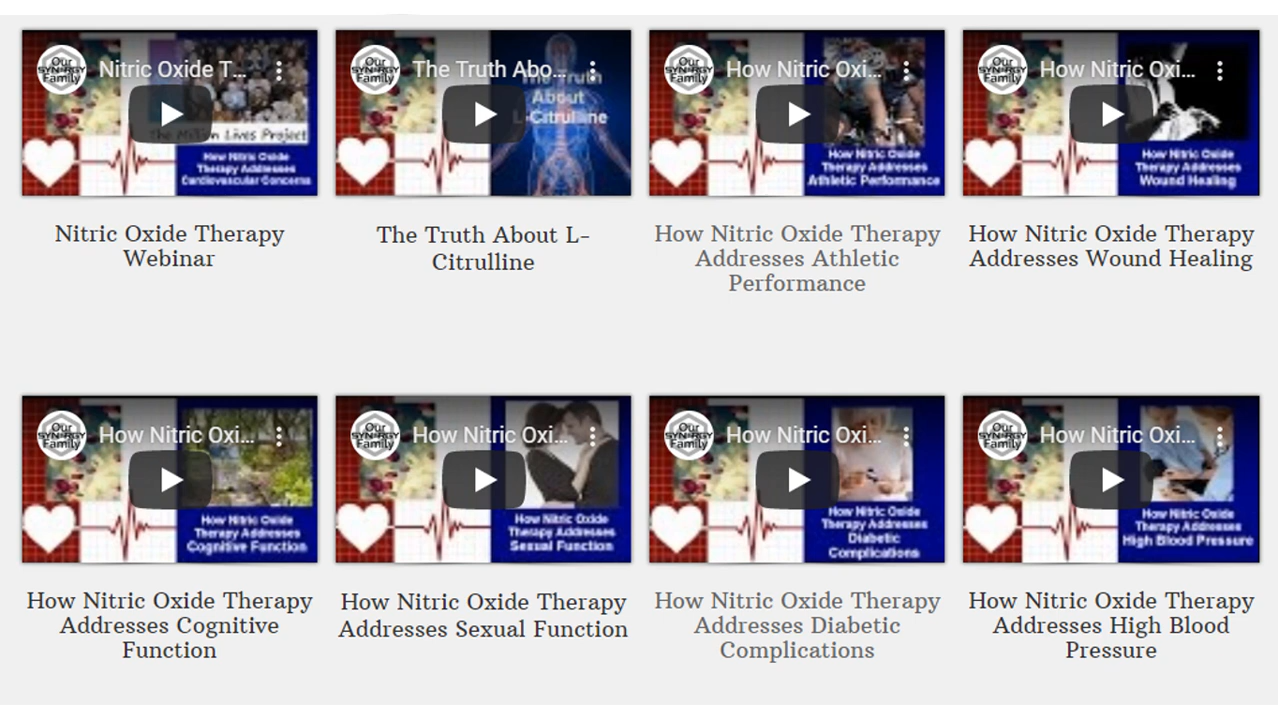 Our
SYNERGY
Family
Nitric Oxide T...
the Million Lives Project
How Nitric Oxide
Therapy Addresses
Cardiovascular Concerns
Our
SYNERGY
Family
The Truth Abo...
The Truth
About
L-Citrulline
Our
SYNERGY
Family
How Nitric Oxi...
How Nitric Oxide
Therapy Addresses
Athletic Performance
Our
SYNERGY
Family
How Nitric Oxi...
How Nitric Oxide
Therapy Addresses
Wound Healing
Nitric Oxide Therapy
Webinar
The Truth About L-
Citrulline
How Nitric Oxide Therapy
Addresses Athletic
Performance
How Nitric Oxide Therapy
Addresses Wound Healing
Our
SYNERGY
Family
How Nitric Oxi...
How Nitric Oxide
Therapy Addresses
Cognitive Function
Our
SYNERGY
Family
How Nitric Oxi...
How Nitric Oxide
Therapy Addresses
Sexual Function
Our
SYNERGY
Family
How Nitric Oxi...
How Nitric Oxide
Therapy Addresses
Diabetic
Complications
Our
SYNERGY
Family
How Nitric Oxi...
How Nitric Oxide
Therapy Addresses
High Blood Pressure
How Nitric Oxide Therapy
Addresses Cognitive
Function
How Nitric Oxide Therapy
Addresses Sexual Function
How Nitric Oxide Therapy
Addresses Diabetic
Complications
How Nitric Oxide Therapy
Addresses High Blood
Pressure